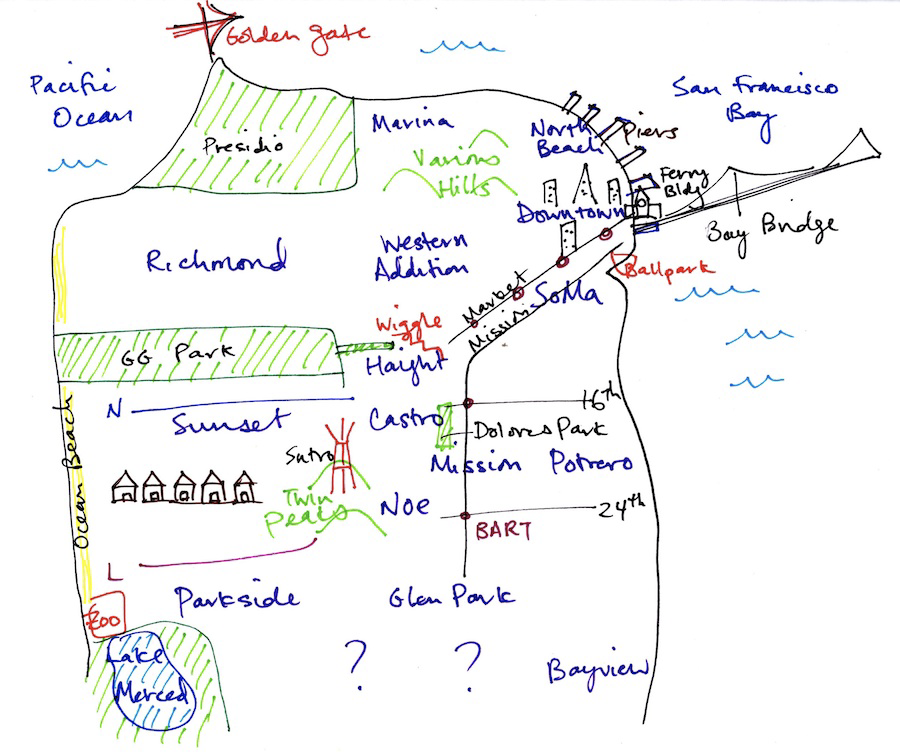 Golden gate
Pacific
Ocean
San Francisco
Bay
Marina
North
Beach
Piers
Presidio
Various
Hills
Ferry
Bldg
Downtown
Bay Bridge
Richmond
Western
Addition
Ballpark
Market
SoMa
Mission
Wiggle
GG Park
Haight
N
Sunset
Castro
16th
Dolores Park
Ocean Beach
Sutro
Mission
Potrero
Twin
Peaks
Noe
24th
BART
L
Parkside
Glen Park
Zoo
Lake
Merced
?
?
Bayview